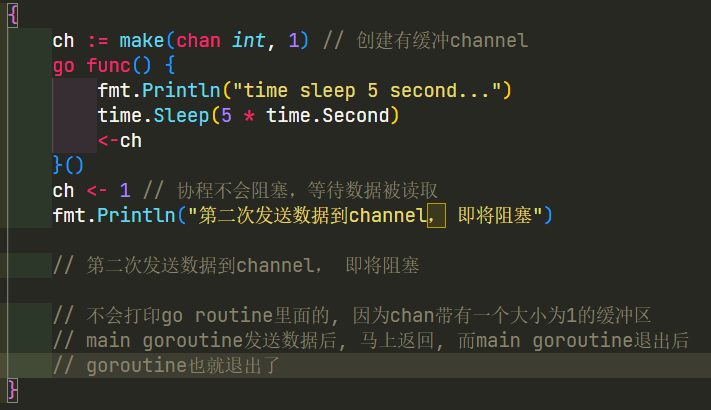 {
ch := make(chan int, 1) // 创建有缓冲channel
go func() {
fmt.Println("time sleep 5 second...")
time.Sleep(5 * time.Second)
<-ch
}()
ch <- 1 // 协程不会阻塞，等待数据被读取
fmt.Println("第二次发送数据到channel， 即将阻塞")
// 第二次发送数据到channel， 即将阻塞
// 不会打印go routine里面的, 因为chan带有一个大小为1的缓冲区
// main goroutine发送数据后, 马上返回, 而main goroutine退出后
// goroutine也就退出了
}